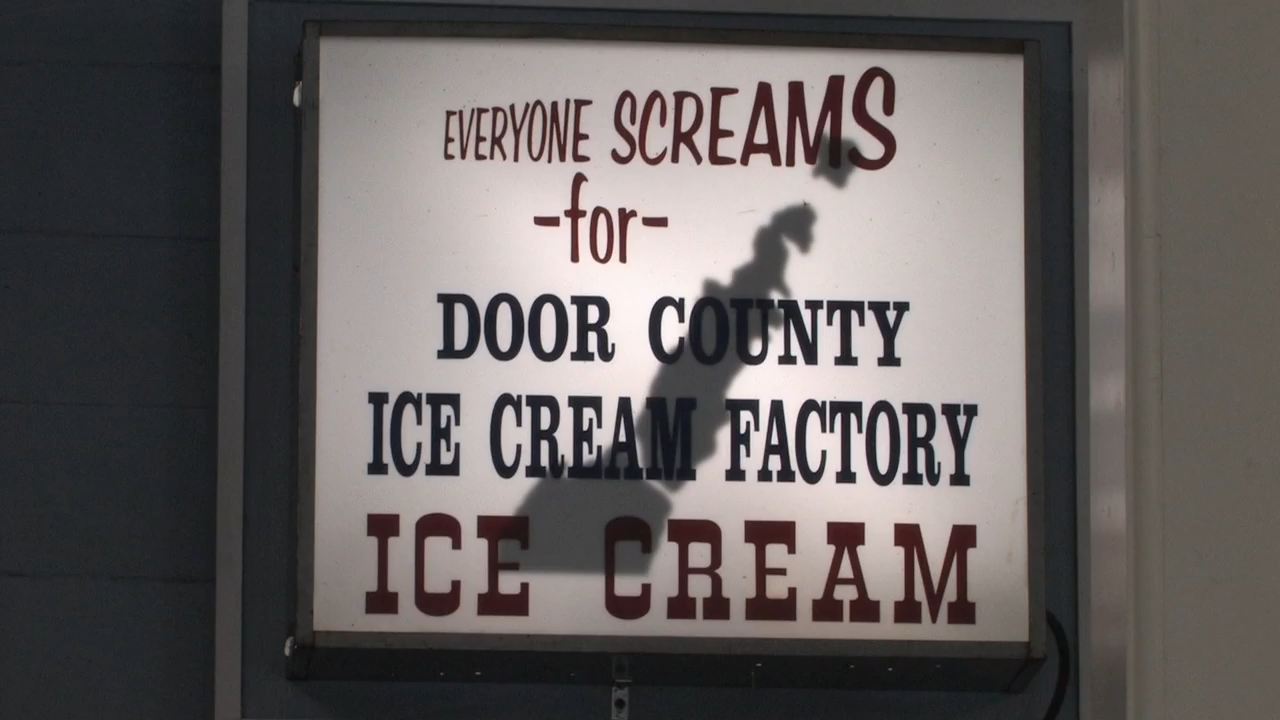 EVERYONE SCREAMS
-for-
DOOR COUNTY
ICE CREAM FACTORY
ICE CREAM